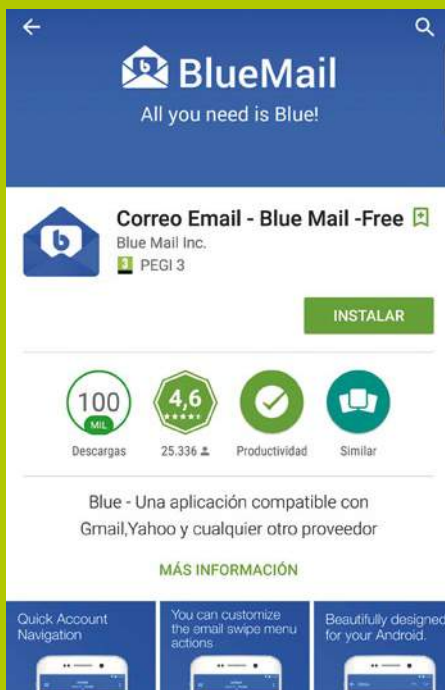 BlueMail
All you need is Blue!
Correo Email - Blue Mail -Free
Blue Mail Inc.
3 PEGI 3
INSTALAR
100
MIL
4,6
Descargas
25.336
Productividad
Similar
Blue - Una aplicación compatible con
Gmail,Yahoo y cualquier otro proveedor
MÁS INFORMACIÓN
Quick Account
Navigation
You can customize
the email swipe menu
actions
Beautifully designed
for your Android.